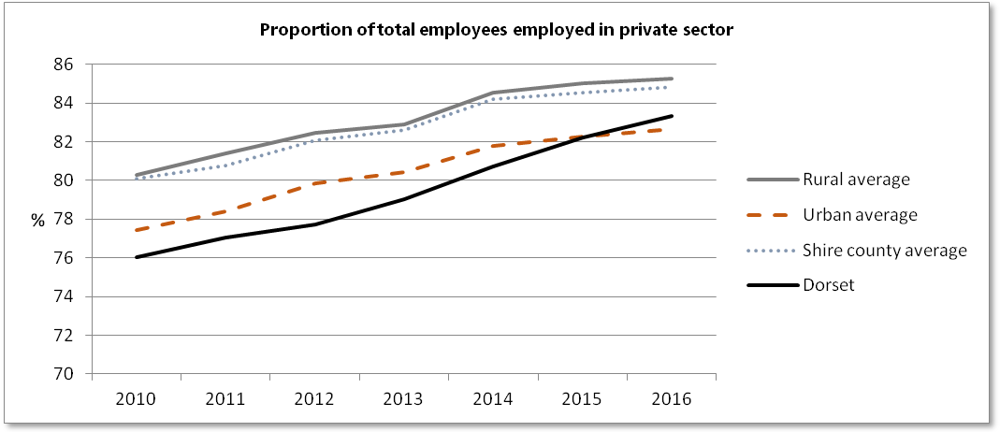 Proportion of total employees employed in private sector
86
84
82
80
78
76
74
72
70
%
2010 2011 2012 2013 2014 2015 2016
Rural average
Urban average
Shire county average
Dorset